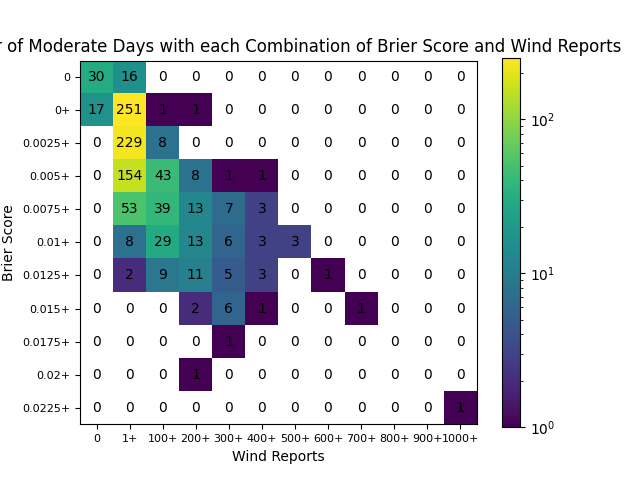 r of Moderate Days with each Combination of Brier Score and Wind Reports
0 30 16 0 0 0 0 0 0 0 0 0 0
0+ 17 251 1 1 0 0 0 0 0 0 0 0
0.0025+ 0 229 8 0 0 0 0 0 0 0 0 0
0.005+ 0 154 43 8 1 1 0 0 0 0 0 0
0.0075+ 0 53 39 13 7 3 0 0 0 0 0 0
0.01+ 0 8 29 13 6 3 3 0 0 0 0 0
0.0125+ 0 2 9 11 5 3 0 1 0 0 0 0
0.015+ 0 0 0 2 6 1 0 0 1 0 0 0
0.0175+ 0 0 0 0 1 0 0 0 0 0 0 0
0.02+ 0 0 0 1 0 0 0 0 0 0 0 0
0.0225+ 0 0 0 0 0 0 0 0 0 0 0 1
0 1+ 100+ 200+ 300+ 400+ 500+ 600+ 700+ 800+ 900+ 1000+
Wind Reports
Brier Score
10²
10¹
10⁰